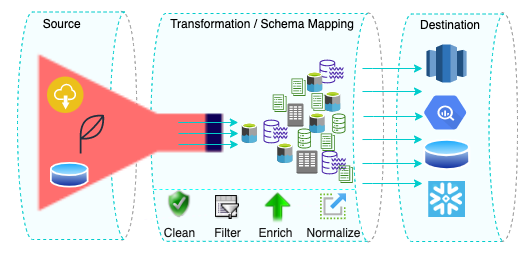 Source
Transformation / Schema Mapping
Destination
Clean
Filter
Enrich
Normalize